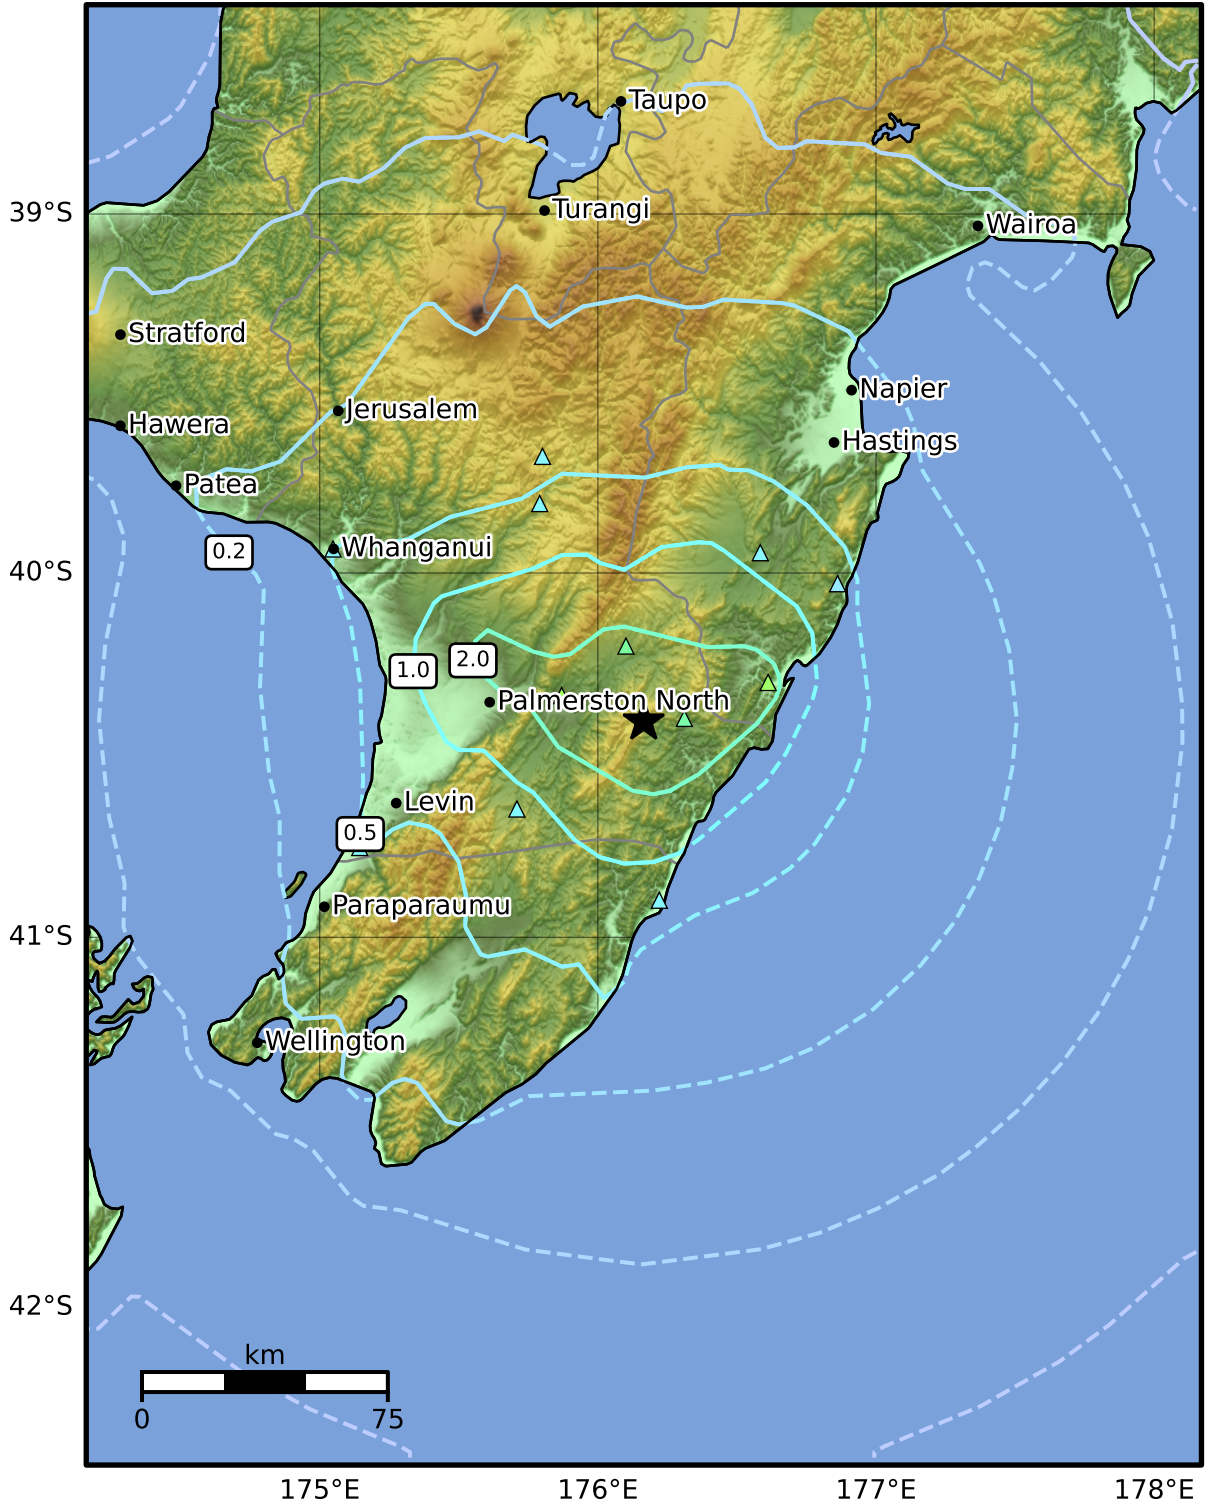 Taupo
39°S
Turangi
Wairoa
Stratford
Napier
Jerusalem
Hawera
Hastings
Patea
Whanganui
0.2
40°S
2.0
1.0
Palmerston North
Levin
0.5
Paraparaumu
41°S
Wellington
42°S
km
0 75
175°E 176°E 177°E 178°E